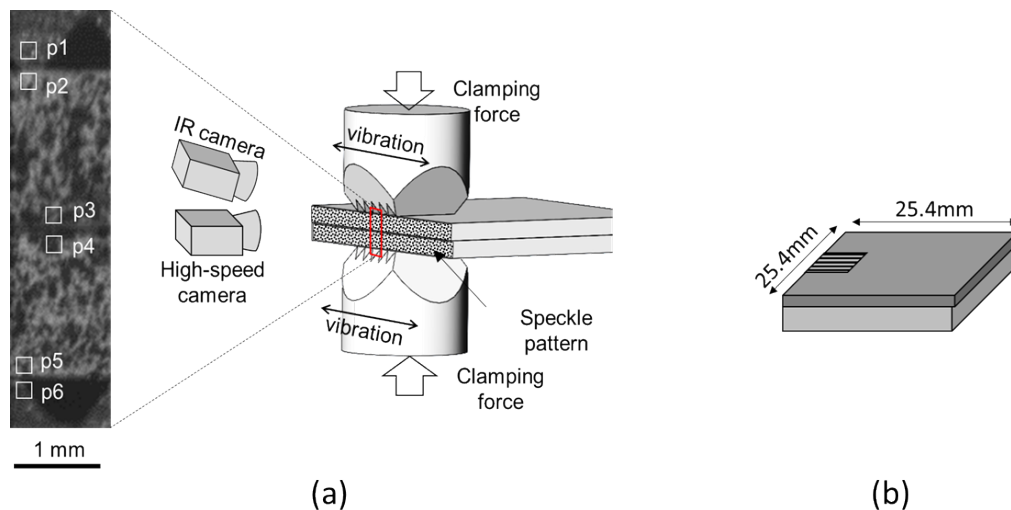 p1
p2
p3
p4
p5
p6
1 mm
IR camera
High-speed
camera
vibration
Clamping
force
vibration
Speckle
pattern
Clamping
force
(a)
25.4mm
25.4mm
(b)